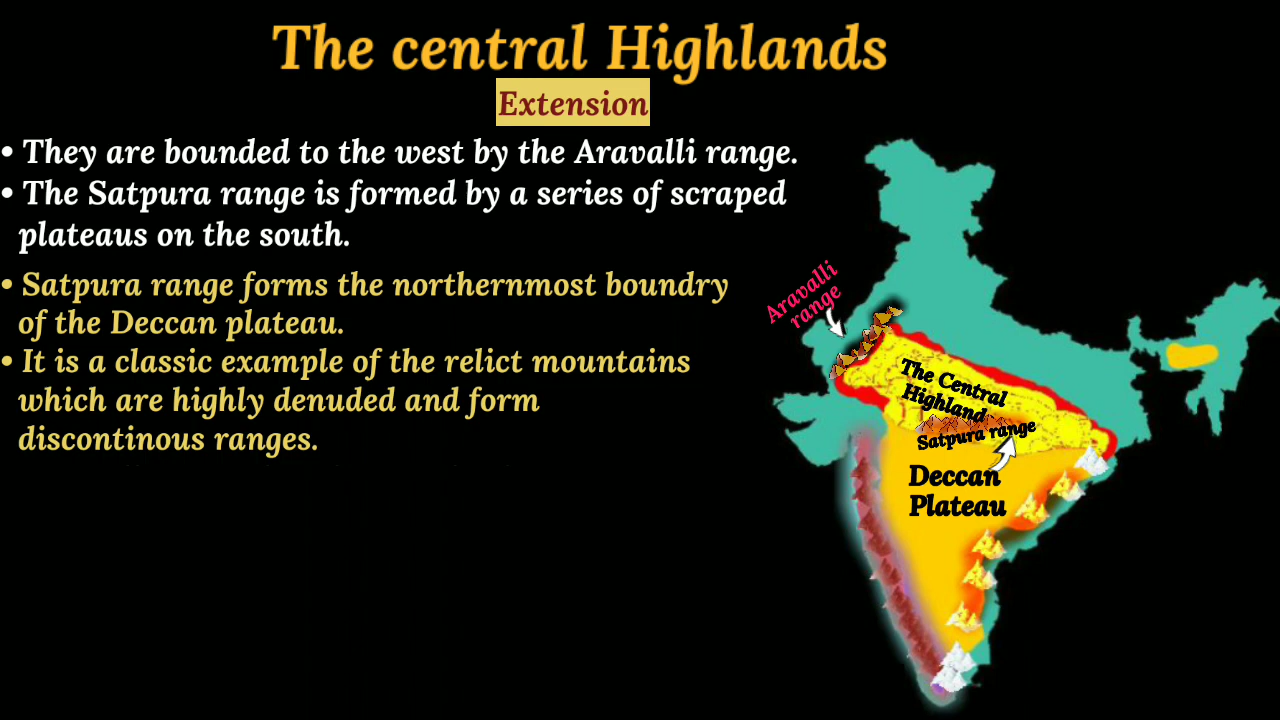 The central Highlands
Extension
• They are bounded to the west by the Aravalli range.
• The Satpura range is formed by a series of scraped
plateaus on the south.
• Satpura range forms the northernmost boundry
of the Deccan plateau.
• It is a classic example of the relict mountains
which are highly denuded and form
discontinous ranges.
Aravalli
range
The Central
Highland
Satpura range
Deccan
Plateau